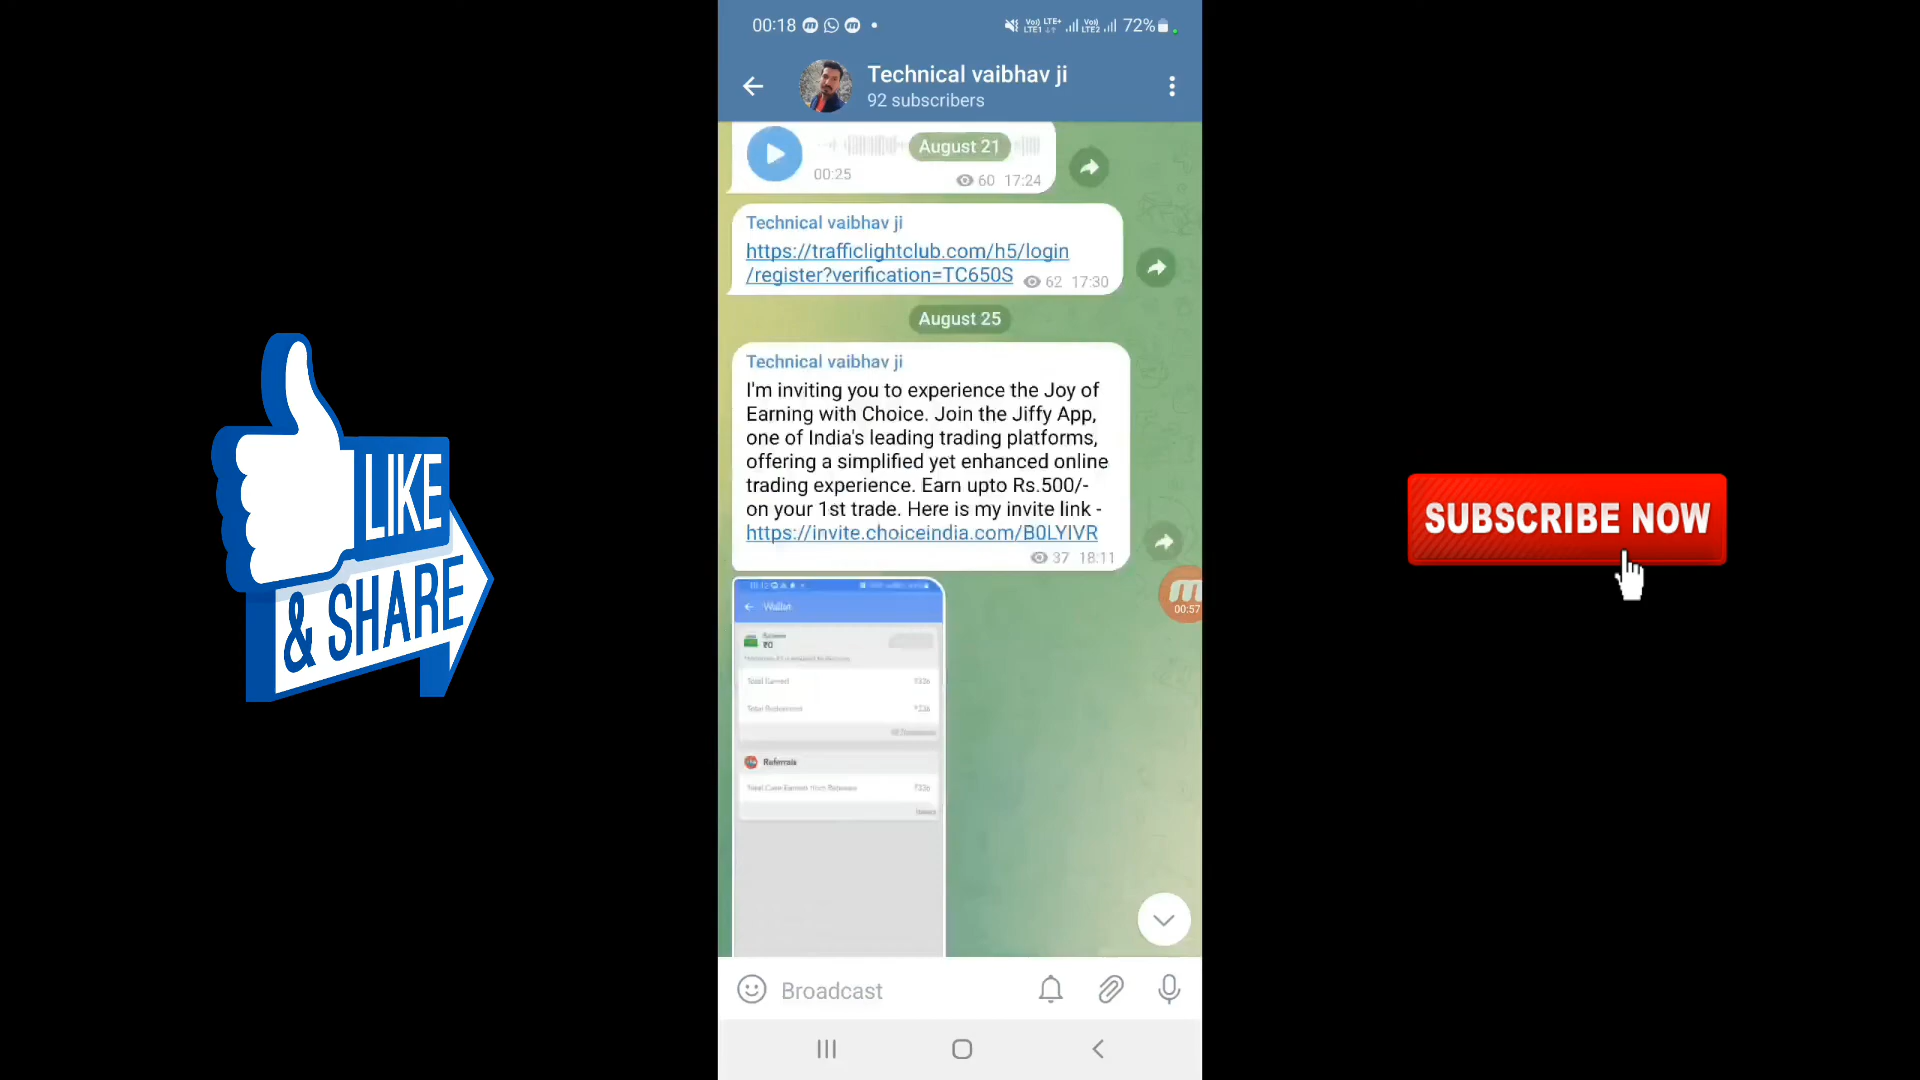 00:18
72%
Technical vaibhav ji
92 subscribers
August 21
00:25
60 17:24
Technical vaibhav ji
https://trafficlightclub.com/h5/login
/register?verification=TC650S
62 17:30
August 25
Technical vaibhav ji
I'm inviting you to experience the Joy of
Earning with Choice. Join the Jiffy App,
one of India's leading trading platforms,
offering a simplified yet enhanced online
trading experience. Earn upto Rs.500/-
on your 1st trade. Here is my invite link -
https://invite.choiceindia.com/B0LYIVR
37 18:11
Wallet
₹0
Total Earned
Referrals
00:57
Broadcast
LIKE
& SHARE
SUBSCRIBE NOW